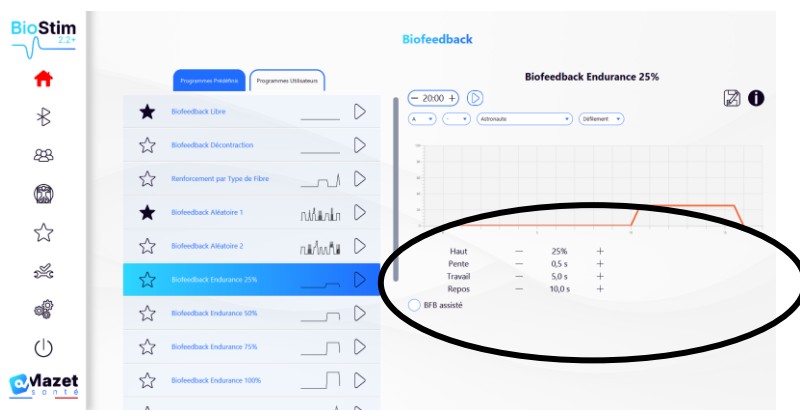 BioStim
2.2+
Biofeedback
Programmes Prédéfinis
Programmes Utilisateurs
Biofeedback Endurance 25%
20:00
A
-
Astronaute
Défilement
Biofeedback Libre
Biofeedback Décontraction
Renforcement par Type de Fibre
Biofeedback Aléatoire 1
Biofeedback Aléatoire 2
Biofeedback Endurance 25%
Biofeedback Endurance 50%
Biofeedback Endurance 75%
Biofeedback Endurance 100%
Haut — 25% +
Pente — 0,5 s +
Travail — 5,0 s +
Repos — 10,0 s +
BFB assisté
Mazet
santé